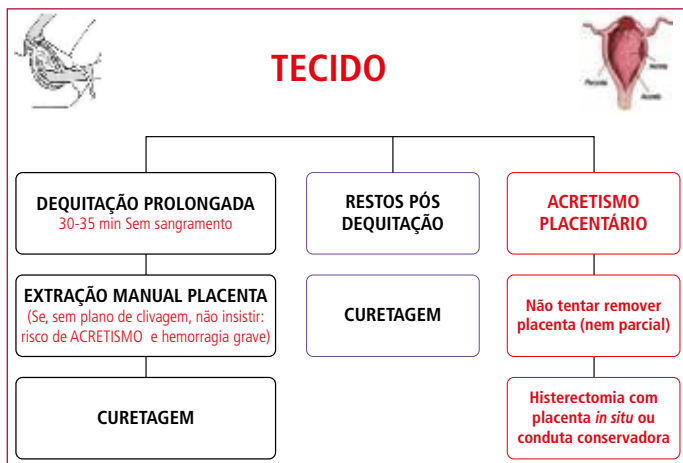 TECIDO
DEQUITAÇÃO PROLONGADA
30-35 min Sem sangramento
RESTOS PÓS
DEQUITAÇÃO
ACRETISMO
PLACENTÁRIO
EXTRAÇÃO MANUAL PLACENTA
(Se, sem plano de clivagem, não insistir:
risco de ACRETISMO e hemorragia grave)
CURETAGEM
Não tentar remover
placenta (nem parcial)
CURETAGEM
Histerectomia com
placenta in situ ou
conduta conservadora